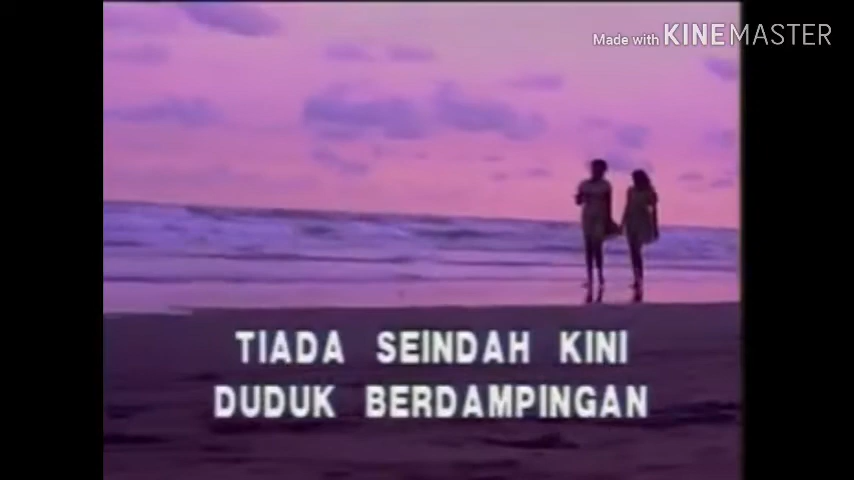 Made with KINEMASTER
TIADA SEINDAH KINI
DUDUK BERDAMPINGAN